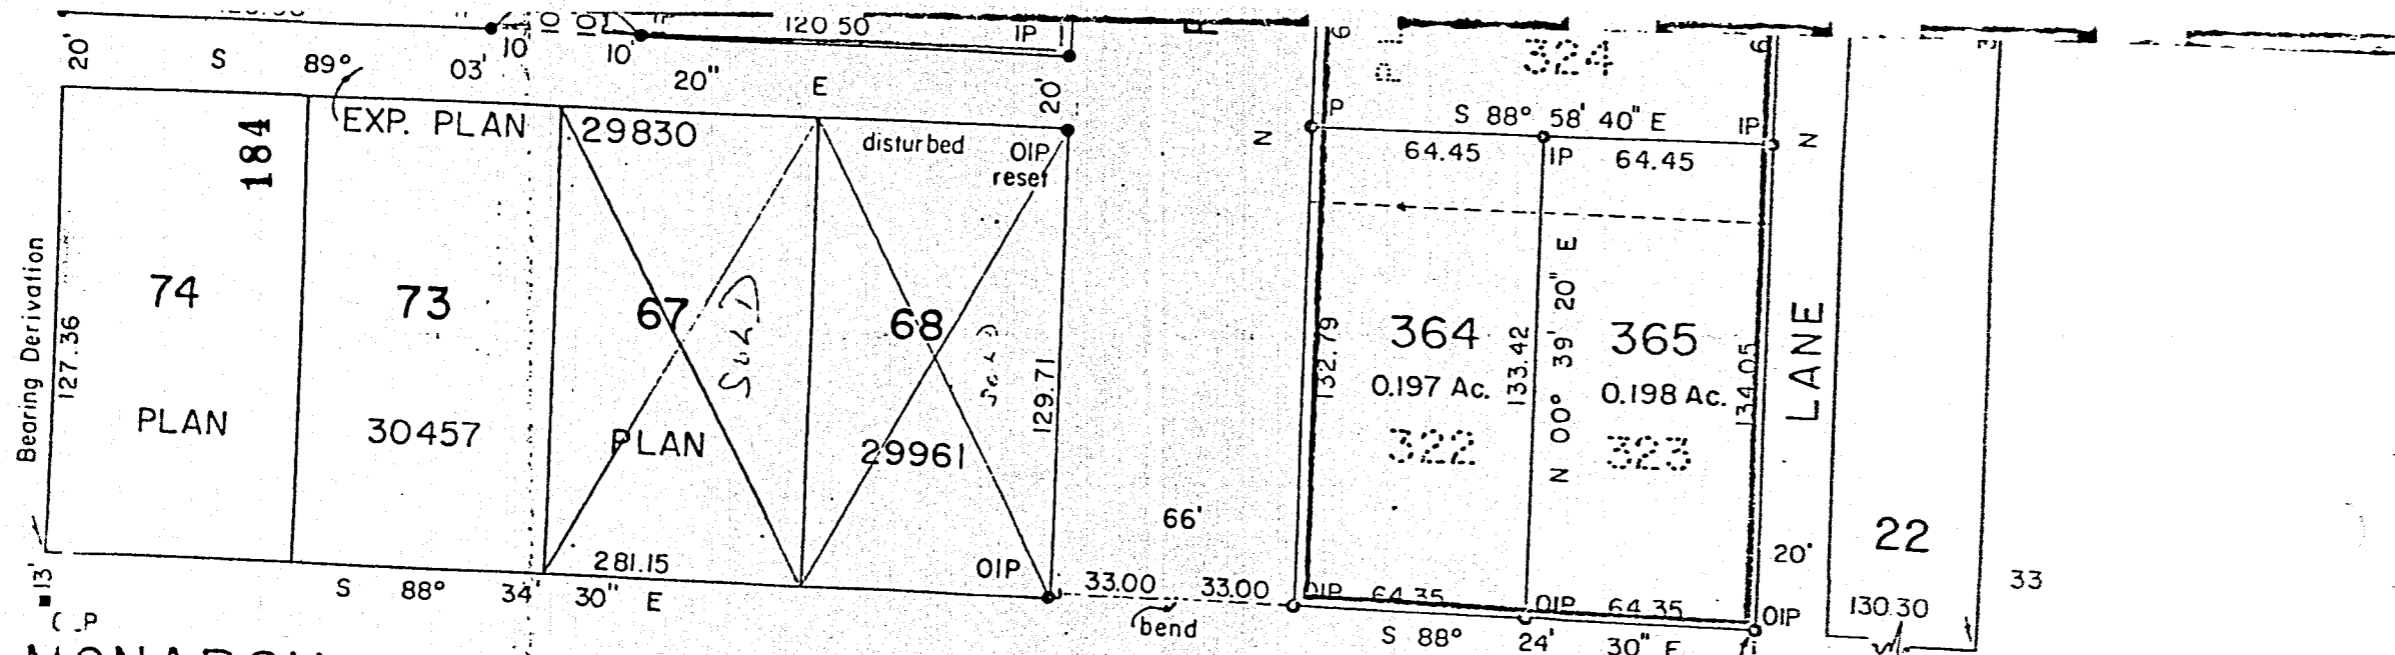 120 50
IP
10'
10'
10
10
20'
S 89° 03' 20" E
20'
324
EXP. PLAN 29830
184
disturbed
OIP
reset
N
S 88° 58' 40" E
IP
N
64.45
IP
64.45
Bearing Derivation
127.36
74
73
67
68
SOLD
SOLD
129.71
PLAN
30457
PLAN
29961
132.79
364
0.197 Ac.
322
133.42
N 00° 39' 20" E
365
0.198 Ac.
323
134.05
LANE
66'
22
20'
33
130.30
281.15
OIP
33.00
33.00
OIP
64.35
OIP
64.35
OIP
13'
S 88° 34' 30" E
bend
S 88° 24' 30" E
MONARCH